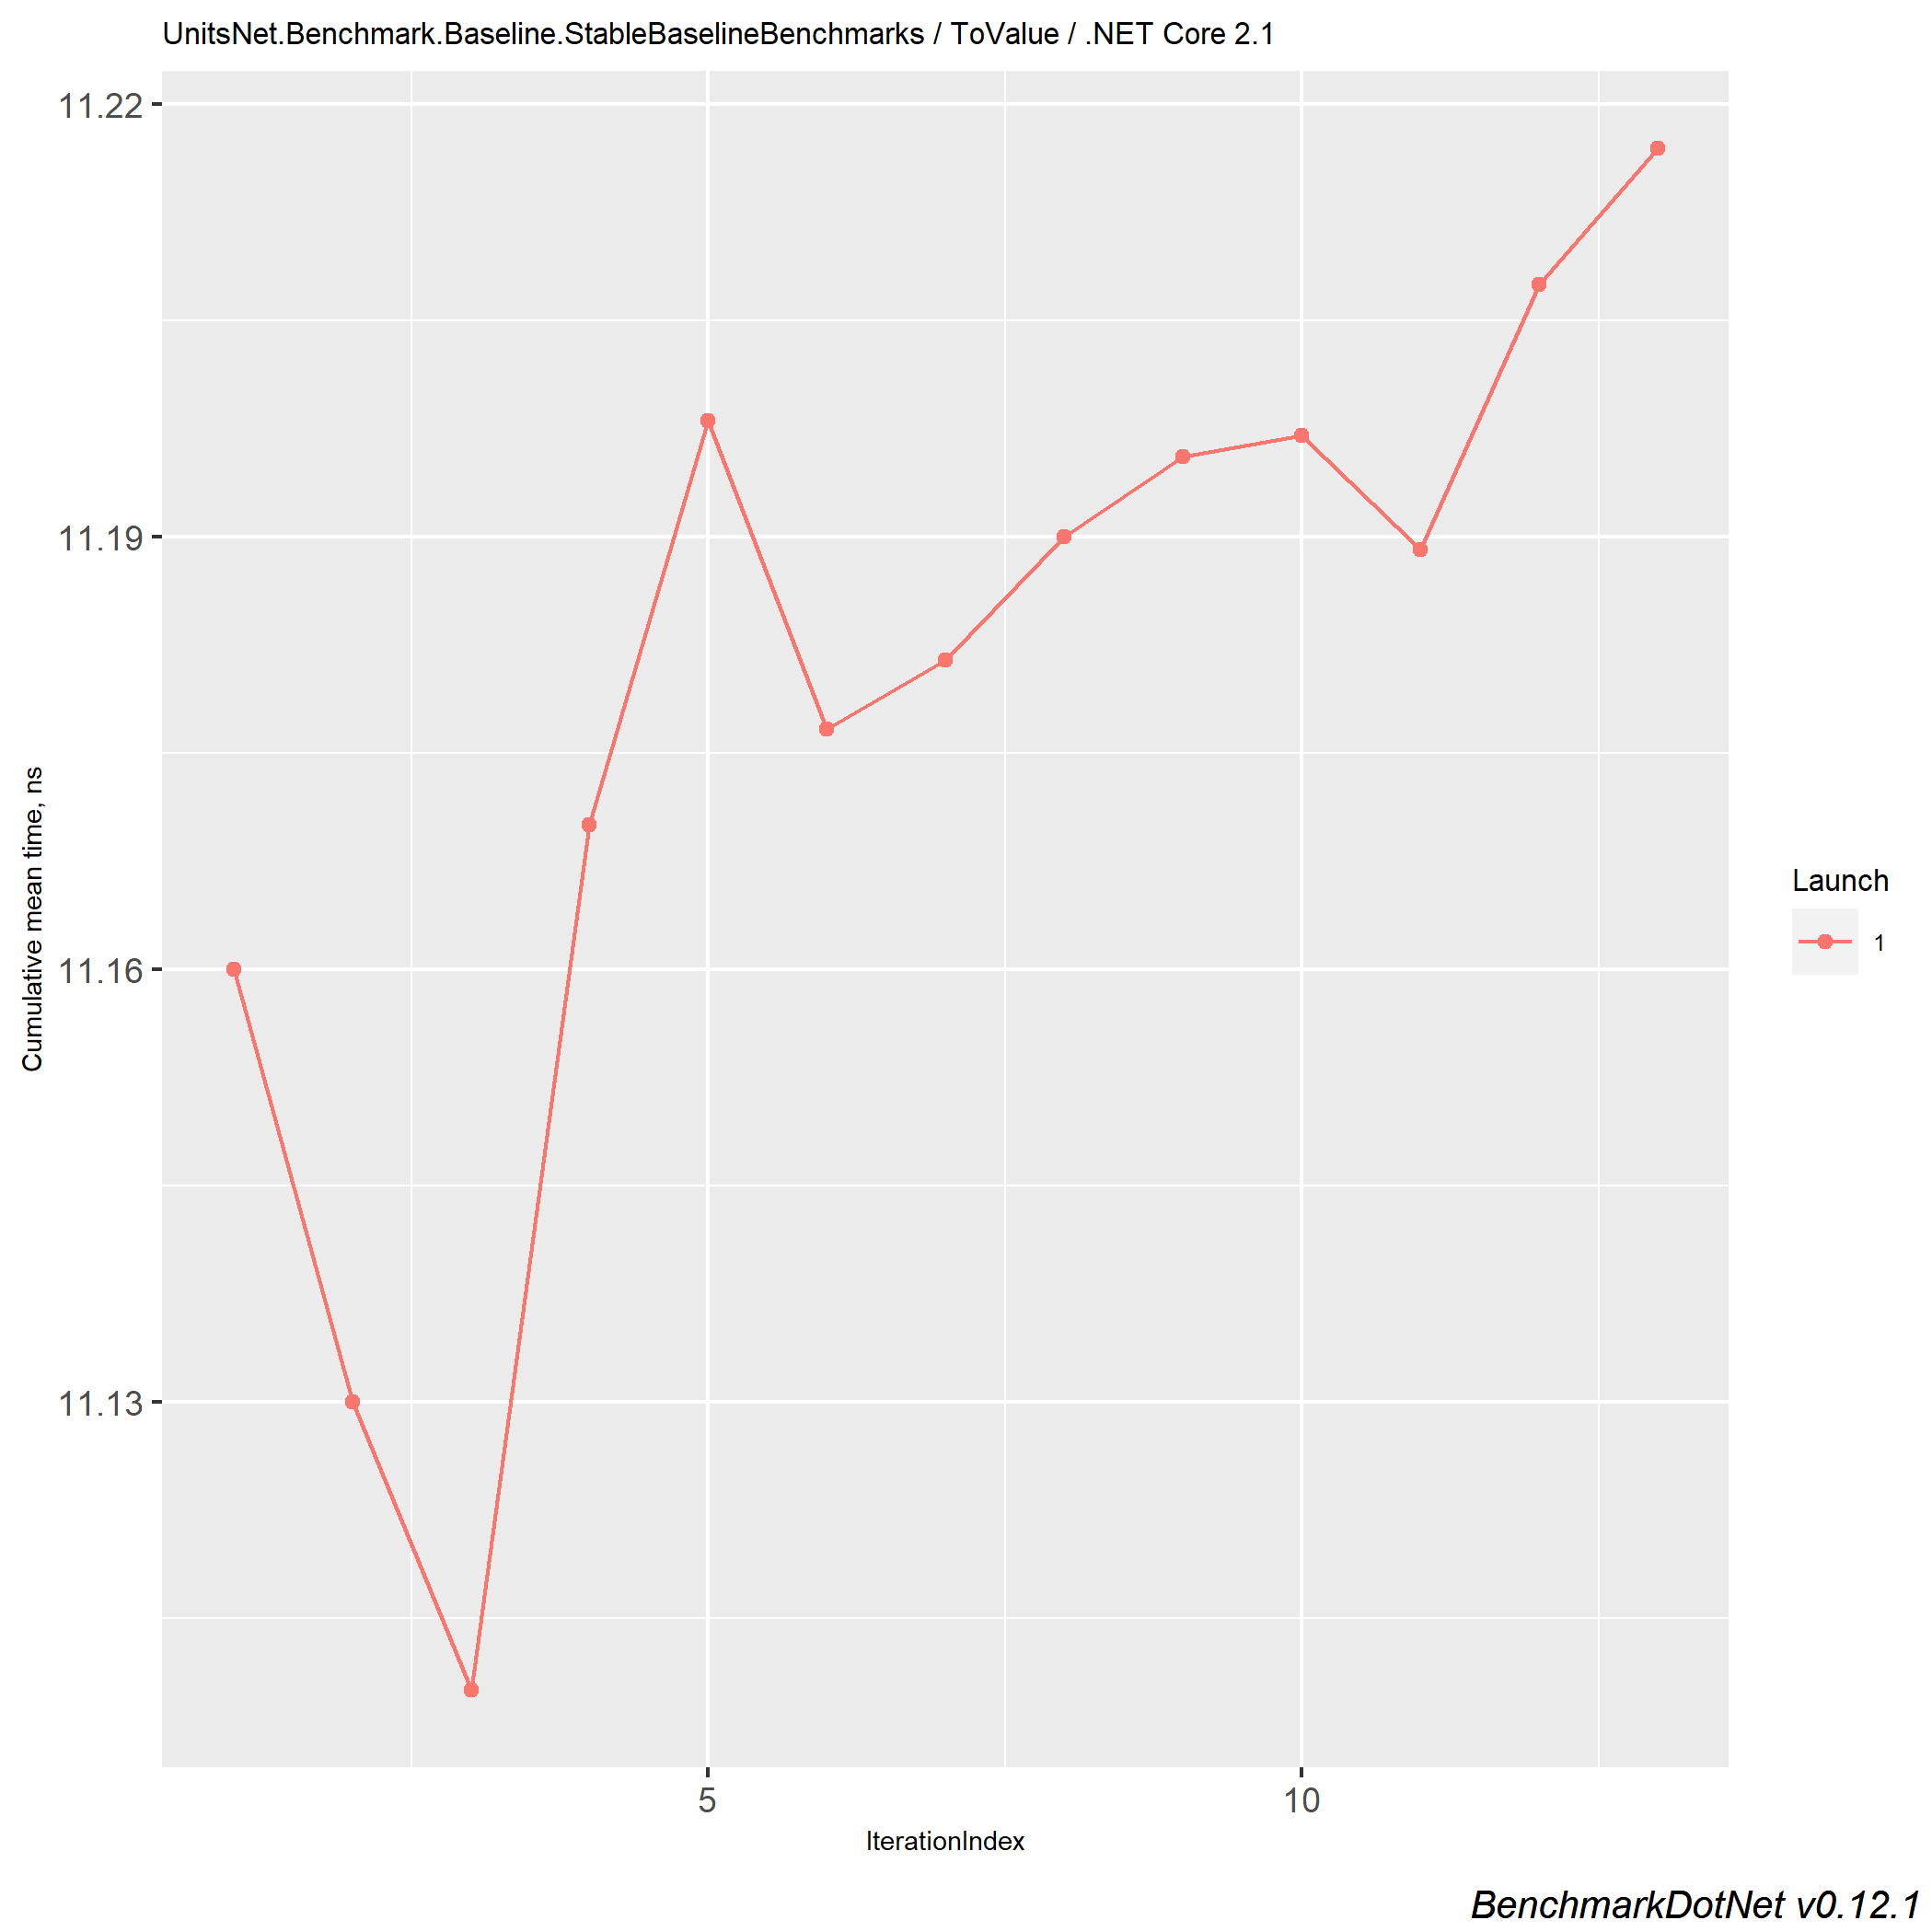 UnitsNet.Benchmark.Baseline.StableBaselineBenchmarks / ToValue / .NET Core 2.1
11.22
11.19
11.16
11.13
Cumulative mean time, ns
5
10
IterationIndex
Launch
1
BenchmarkDotNet v0.12.1